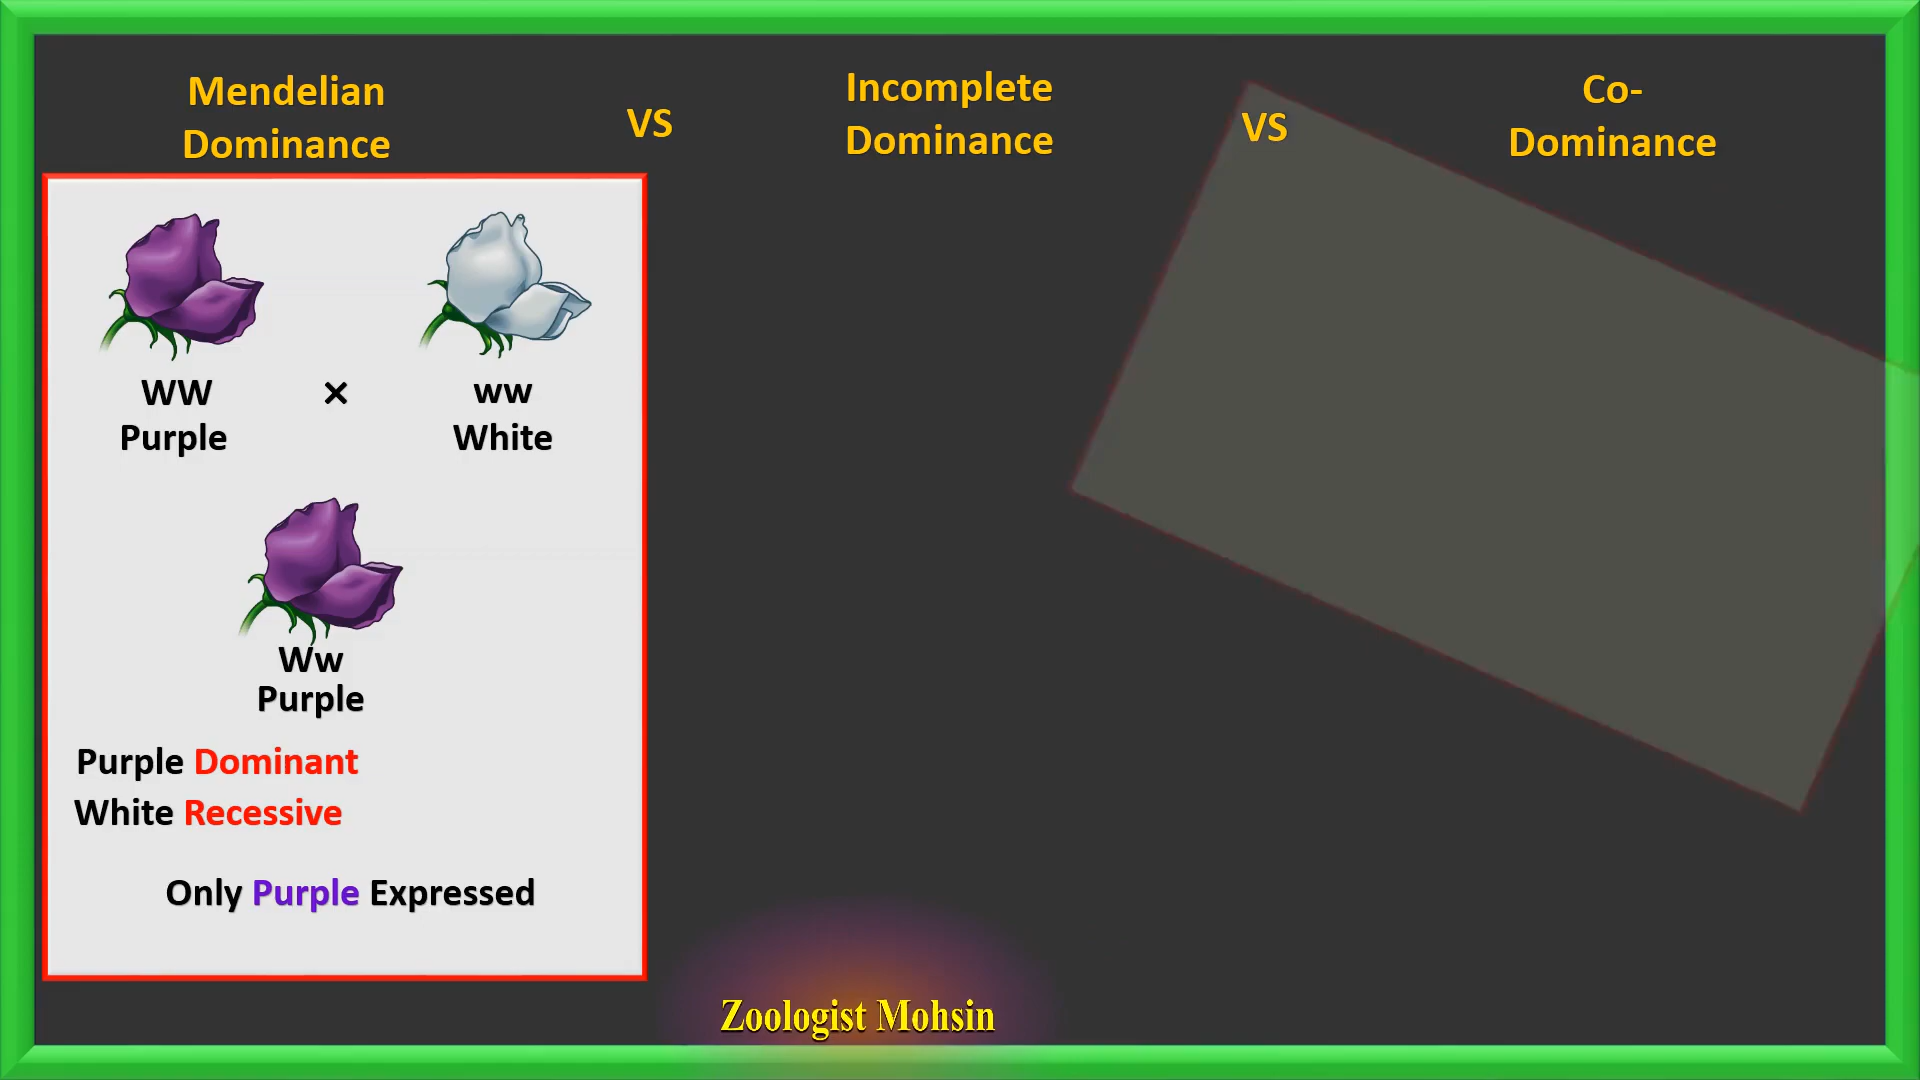 Mendelian
Dominance
VS
Incomplete
Dominance
VS
Co-
Dominance
WW × ww
Purple White
Ww
Purple
Purple Dominant
White Recessive
Only Purple Expressed
Zoologist Mohsin